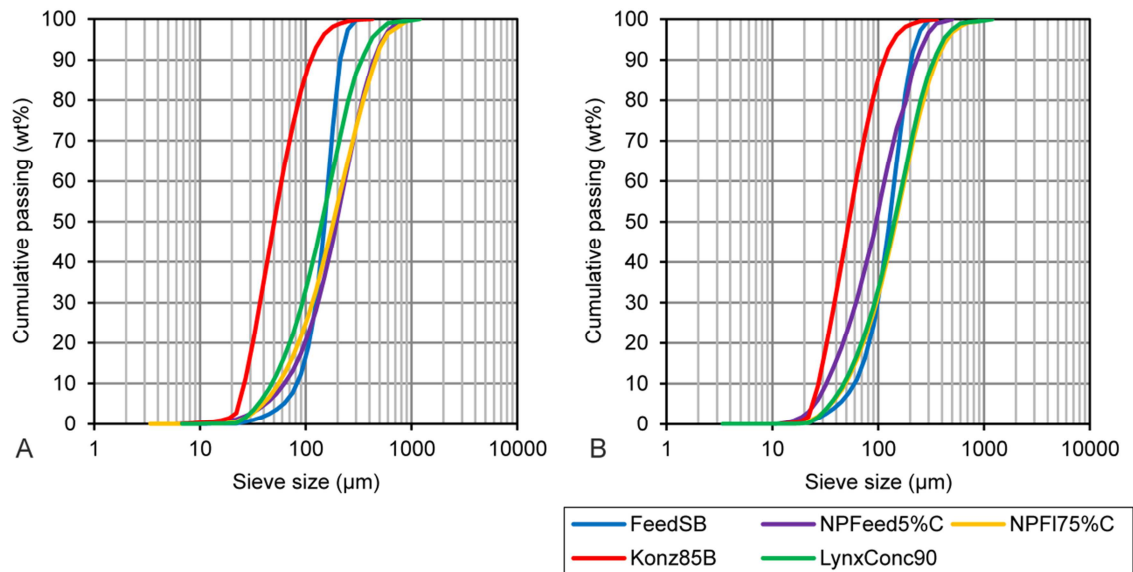 Cumulative passing (wt%)
100
90
80
70
60
50
40
30
20
10
0
1
10
100
1000
10000
Sieve size (µm)
A
Cumulative passing (wt%)
100
90
80
70
60
50
40
30
20
10
0
1
10
100
1000
10000
Sieve size (µm)
B
FeedSB
NPFeed5%C
NPFI75%C
Konz85B
LynxConc90